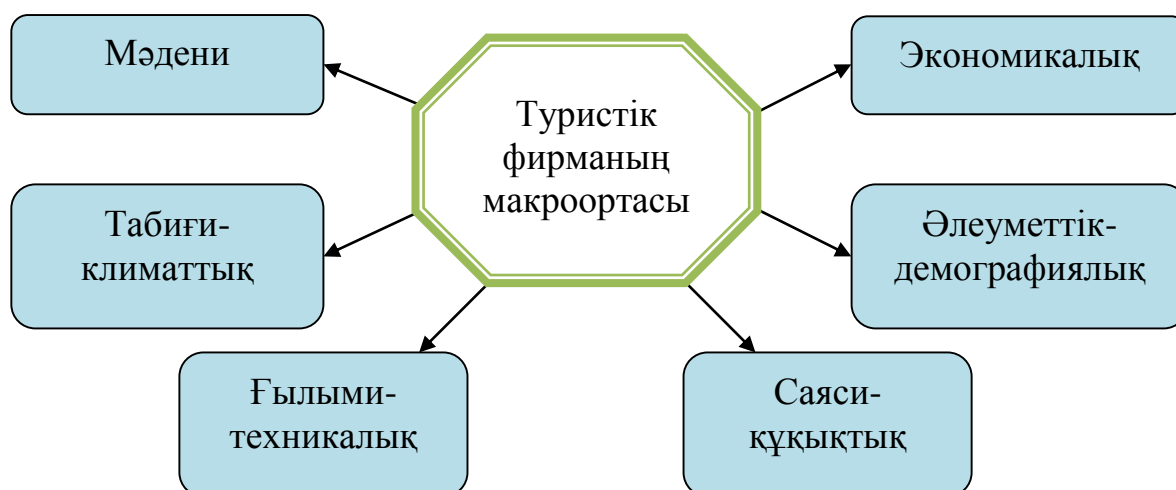 Мәдени
Экономикалық
Туристік
фирманың
макроортасы
Табиғи-
климаттық
Әлеуметтік-
демографиялық
Ғылыми-
техникалық
Саяси-
құқықтық